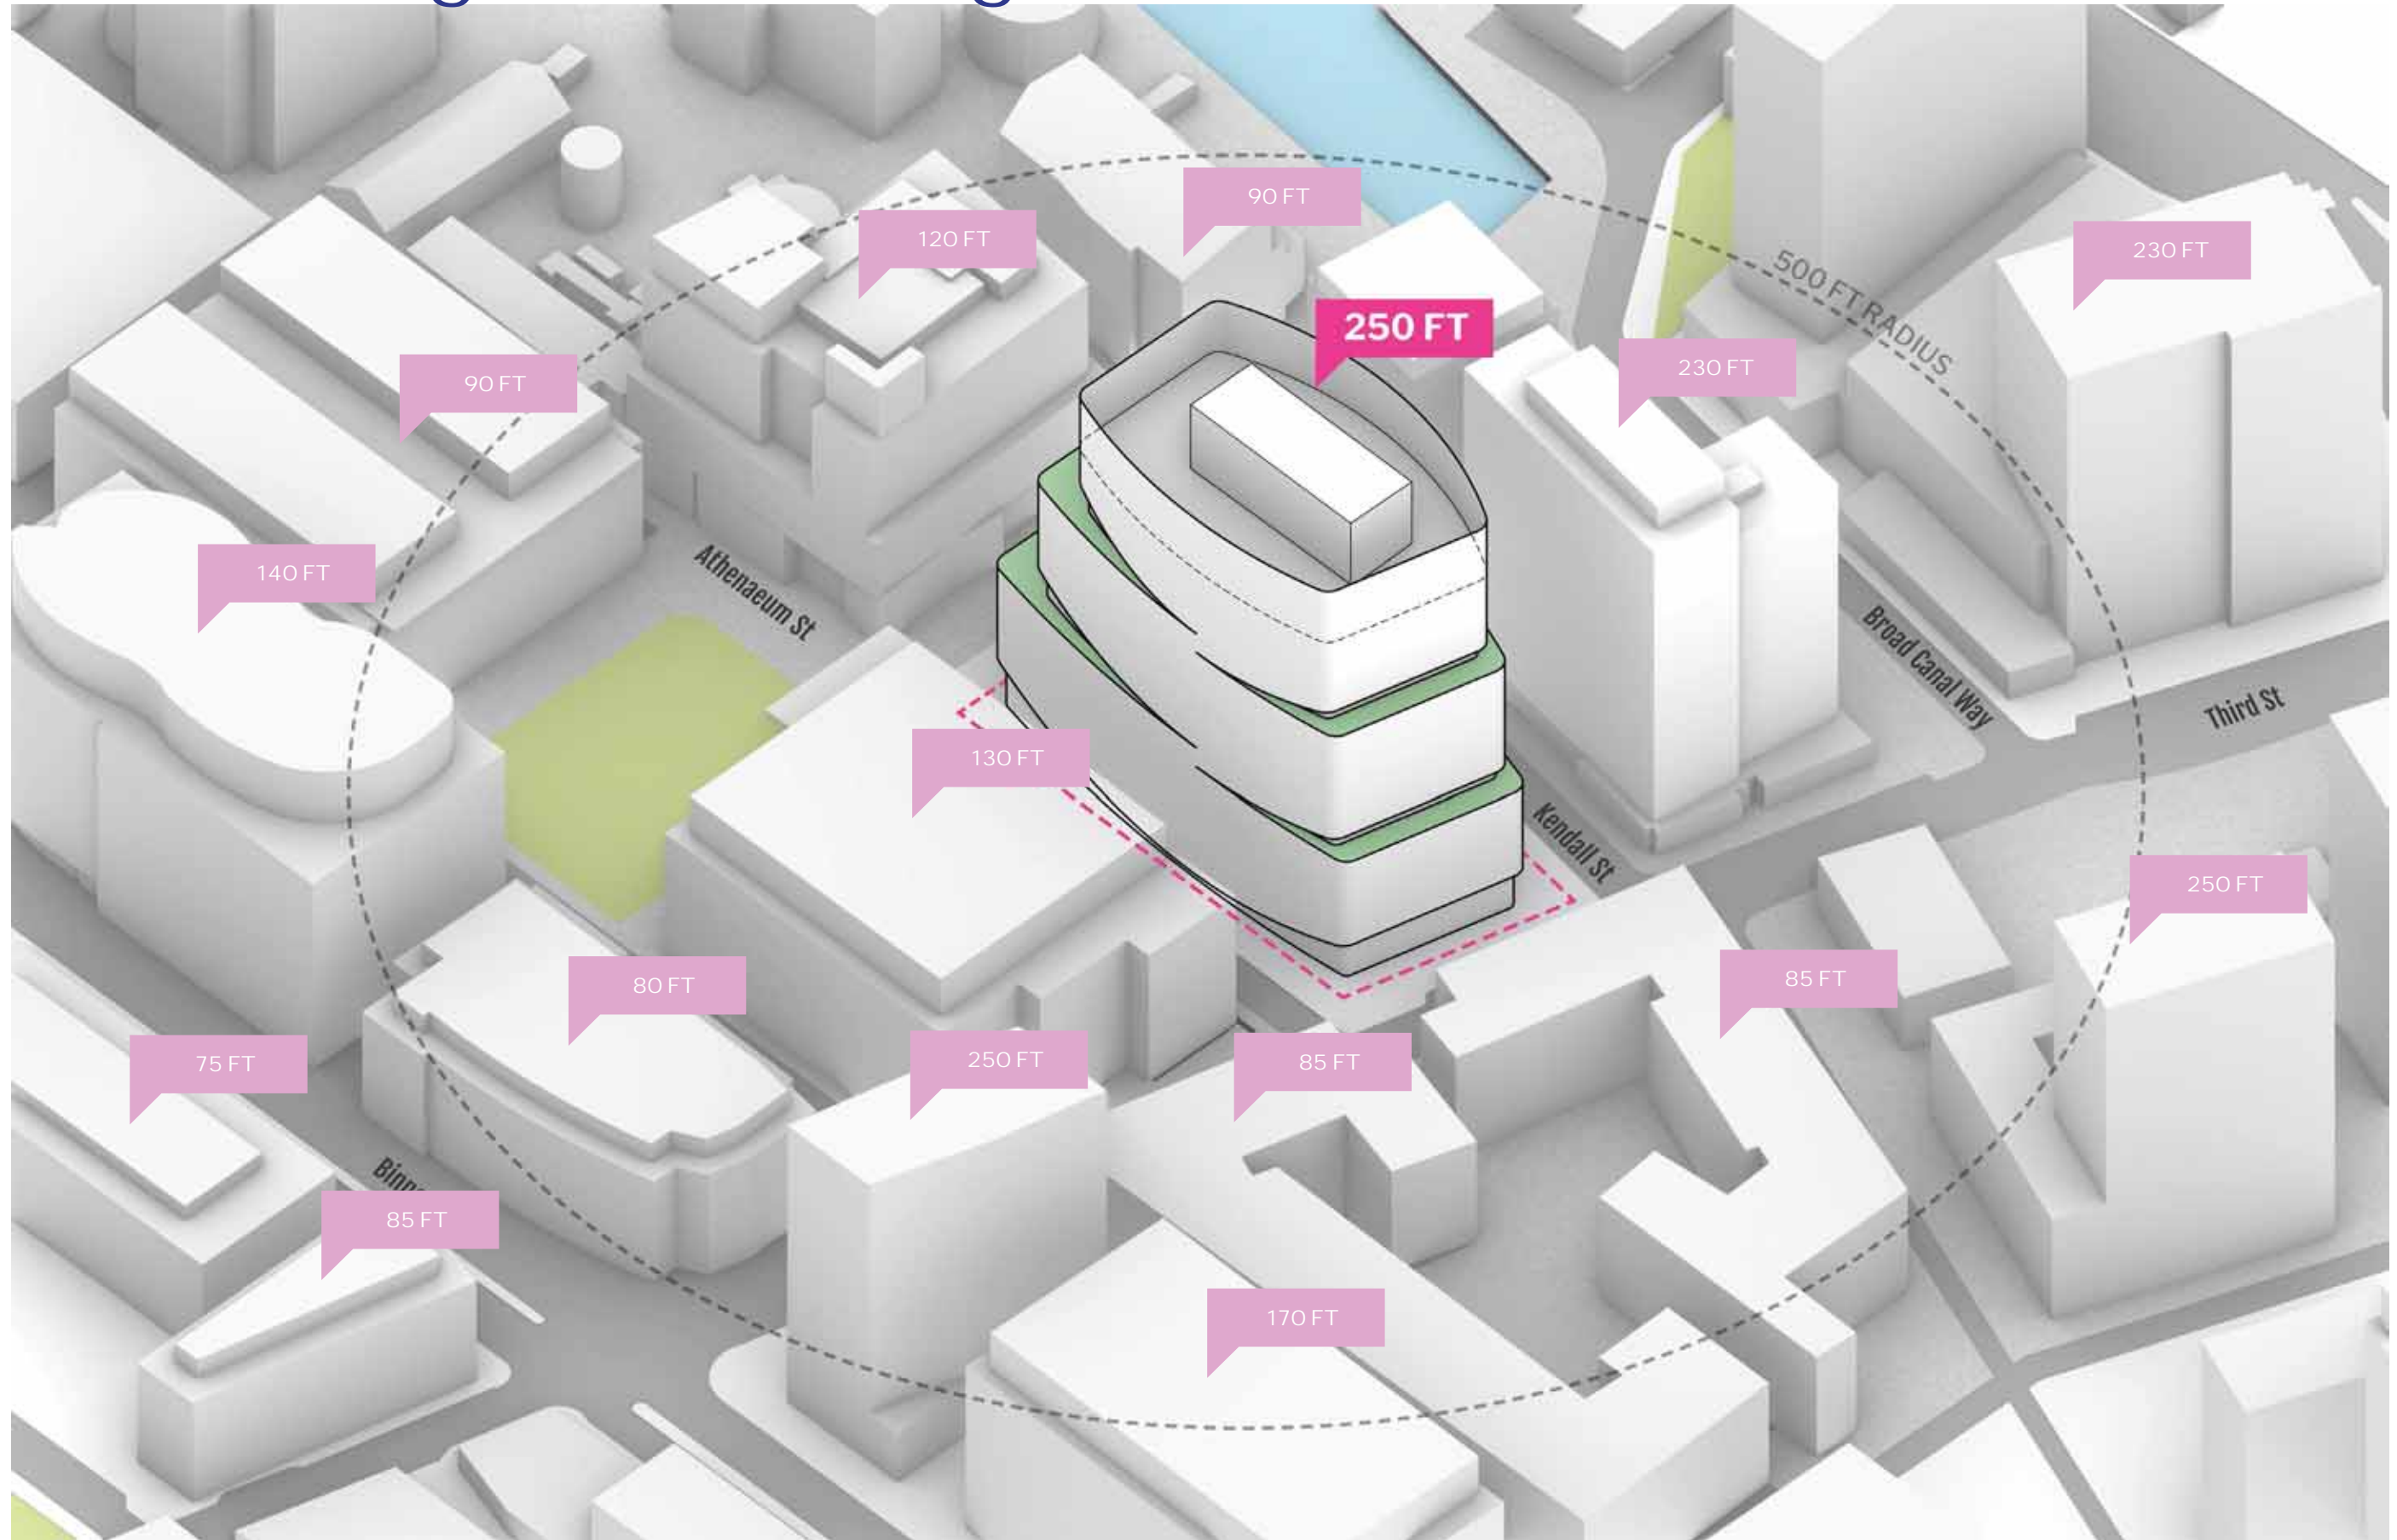 90 FT
120 FT
230 FT
500 FT RADIUS
250 FT
230 FT
90 FT
140 FT
Athenaeum St
Broad Canal Way
Third St
130 FT
Kendall St
250 FT
85 FT
80 FT
250 FT
85 FT
75 FT
85 FT
170 FT